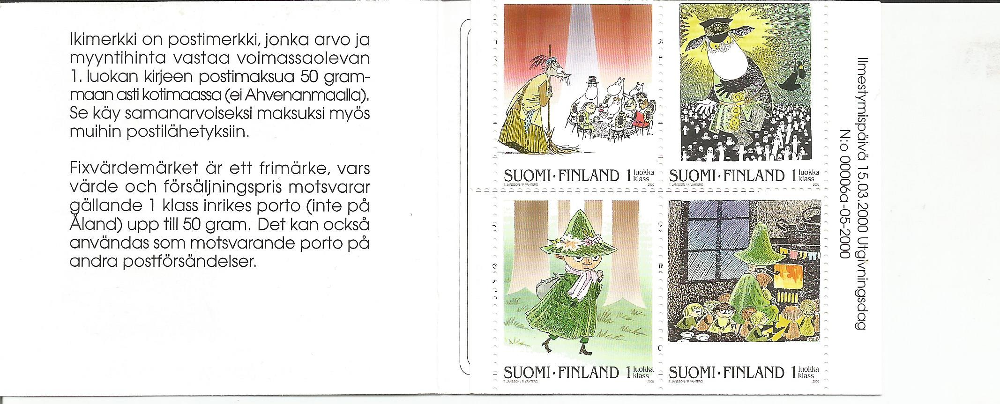 Ikimerkki on postimerkki, jonka arvo ja
myyntihinta vastaa voimassaolevan
1. luokan kirjeen postimaksua 50 gram-
maan asti kotimaassa (ei Ahvenanmaalla).
Se käy samanarvoiseksi maksuksi myös
muihin postilähetyksiin.
Fixvärdemärket är ett frimärke, vars
värde och försäljningspris motsvarar
gällande 1 klass inrikes porto (inte på
Åland) upp till 50 gram. Det kan också
användas som motsvarande porto på
andra postförsändelser.
SUOMI · FINLAND 1 luokka
klass
T. JANSSON / P. VAHTERO 2000
SUOMI · FINLAND 1 luokka
klass
T. JANSSON / P. VAHTERO 2000
SUOMI · FINLAND 1 luokka
klass
T. JANSSON / P. VAHTERO 2000
SUOMI · FINLAND 1 luokka
klass
T. JANSSON / P. VAHTERO 2000
Ilmestymispäivä 15.03.2000 Utgivningsdag
N:o 00006a-05-2000